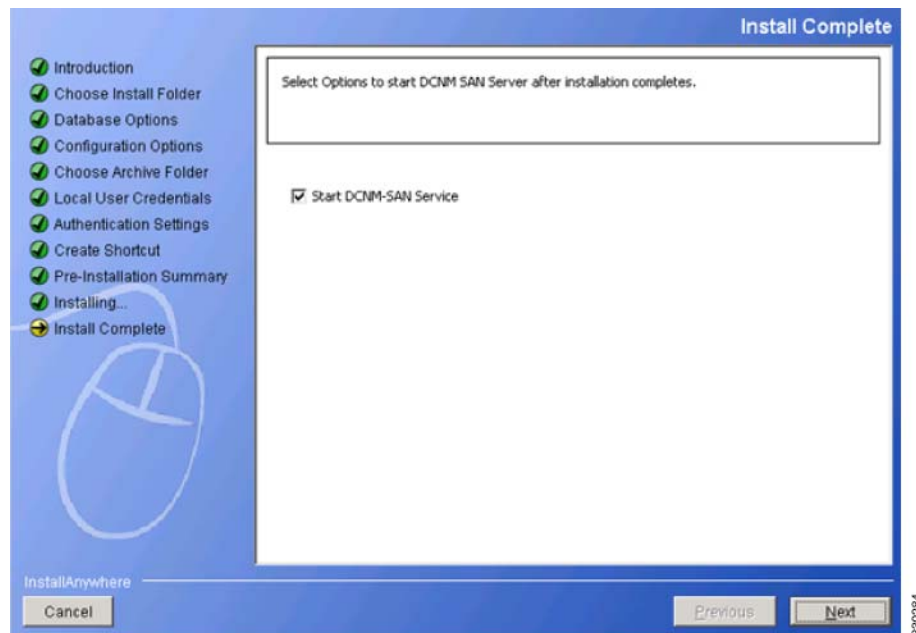 Install Complete
Introduction
Choose Install Folder
Database Options
Configuration Options
Choose Archive Folder
Local User Credentials
Authentication Settings
Create Shortcut
Pre-Installation Summary
Installing...
Install Complete
Select Options to start DCNM SAN Server after installation completes.
Start DCNM-SAN Service
InstallAnywhere
Cancel
Previous
Next